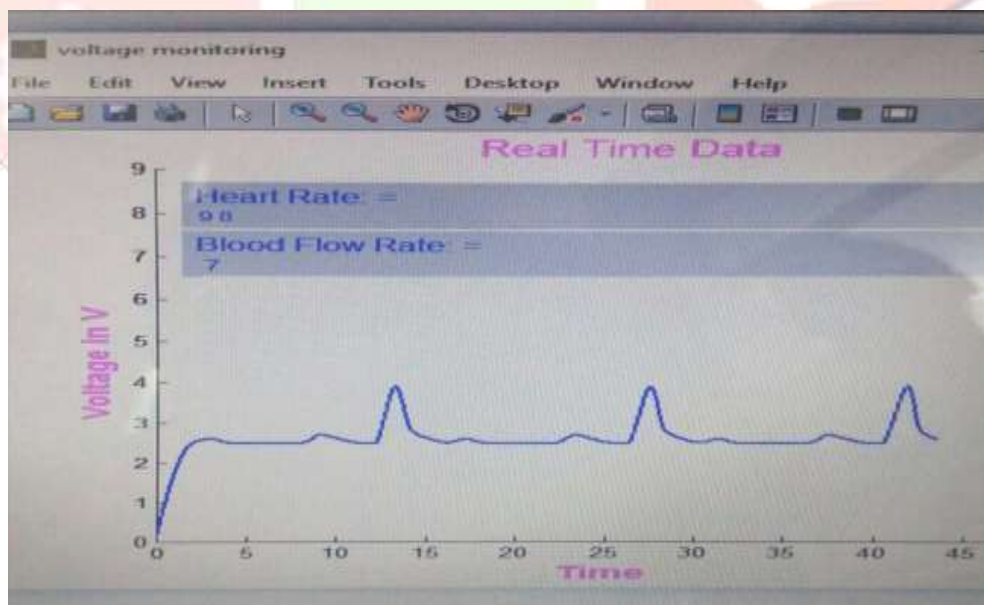 voltage monitoring
File Edit View Insert Tools Desktop Window Help
Real Time Data
9
Heart Rate: =
98
8
Blood Flow Rate: =
7
7
6
5
4
3
2
1
0
Voltage In V
0 5 10 15 20 25 30 35 40 45
Time